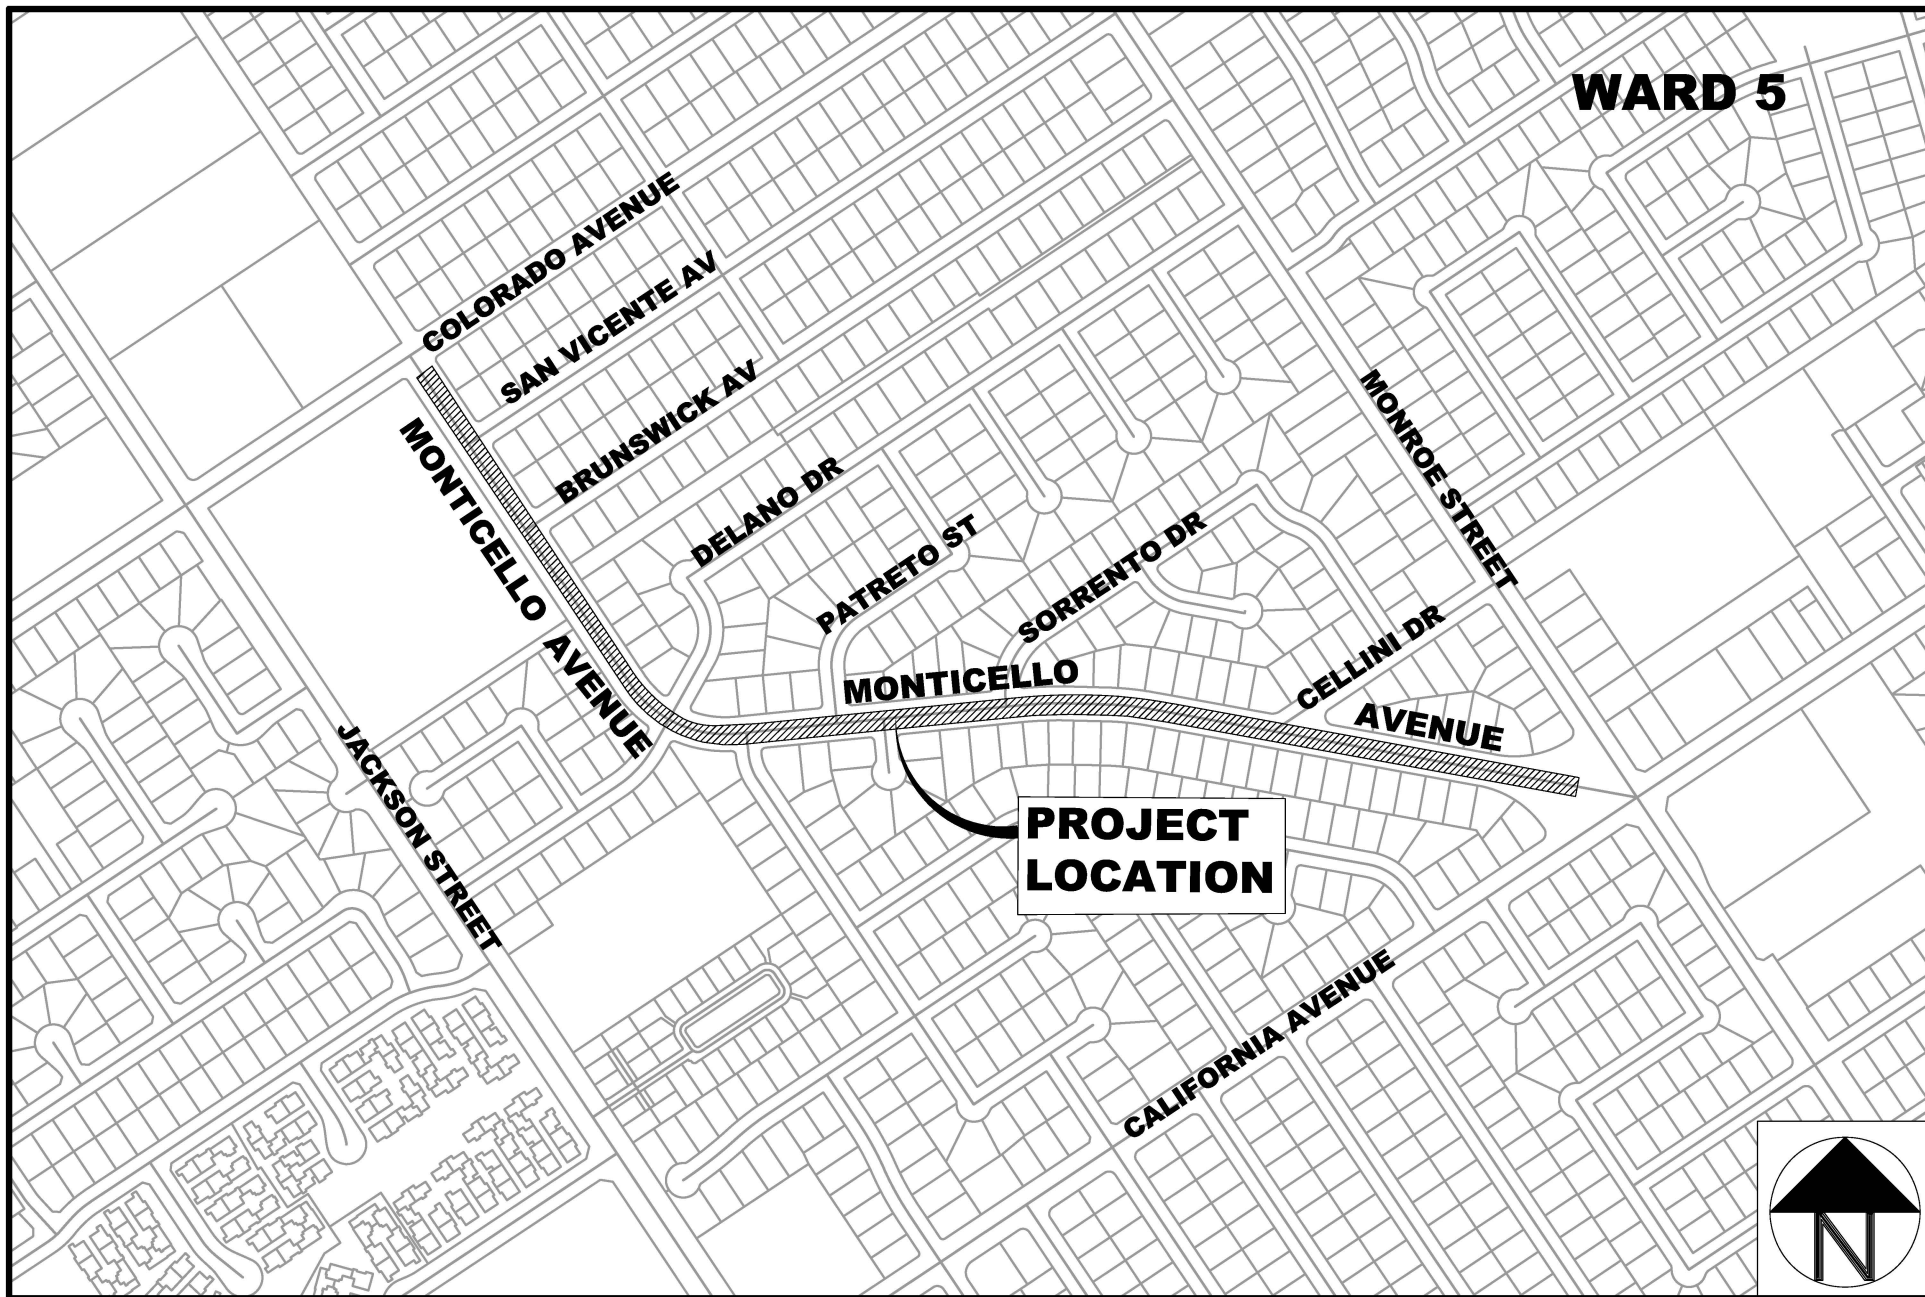 WARD 5
COLORADO AVENUE
SAN VICENTE AV
BRUNSWICK AV
MONTICELLO AVENUE
DELANO DR
PATRETO ST
SORRENTO DR
MONROE STREET
CELLINI DR
MONTICELLO AVENUE
JACKSON STREET
PROJECT
LOCATION
CALIFORNIA AVENUE
N